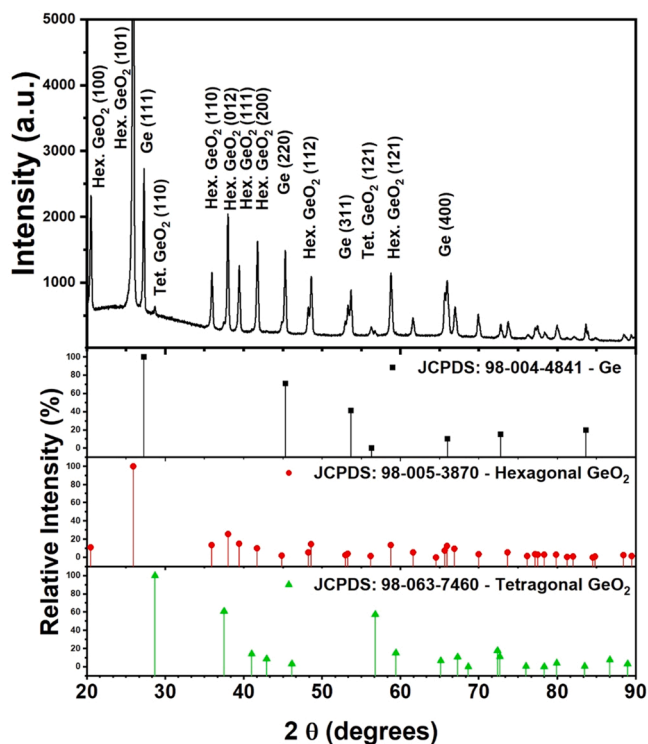 Intensity (a.u.)
5000
4000
3000
2000
1000
Hex. GeO2 (100)
Hex. GeO2 (101)
Ge (111)
Tet. GeO2 (110)
Hex. GeO2 (110)
Hex. GeO2 (012)
Hex. GeO2 (111)
Hex. GeO2 (200)
Ge (220)
Hex. GeO2 (112)
Ge (311)
Tet. GeO2 (121)
Hex. GeO2 (121)
Ge (400)
Relative Intensity (%)
100
80
60
40
20
0
JCPDS: 98-004-4841 - Ge
100
80
60
40
20
0
JCPDS: 98-005-3870 - Hexagonal GeO2
100
80
60
40
20
0
JCPDS: 98-063-7460 - Tetragonal GeO2
20 30 40 50 60 70 80 90
2 θ (degrees)